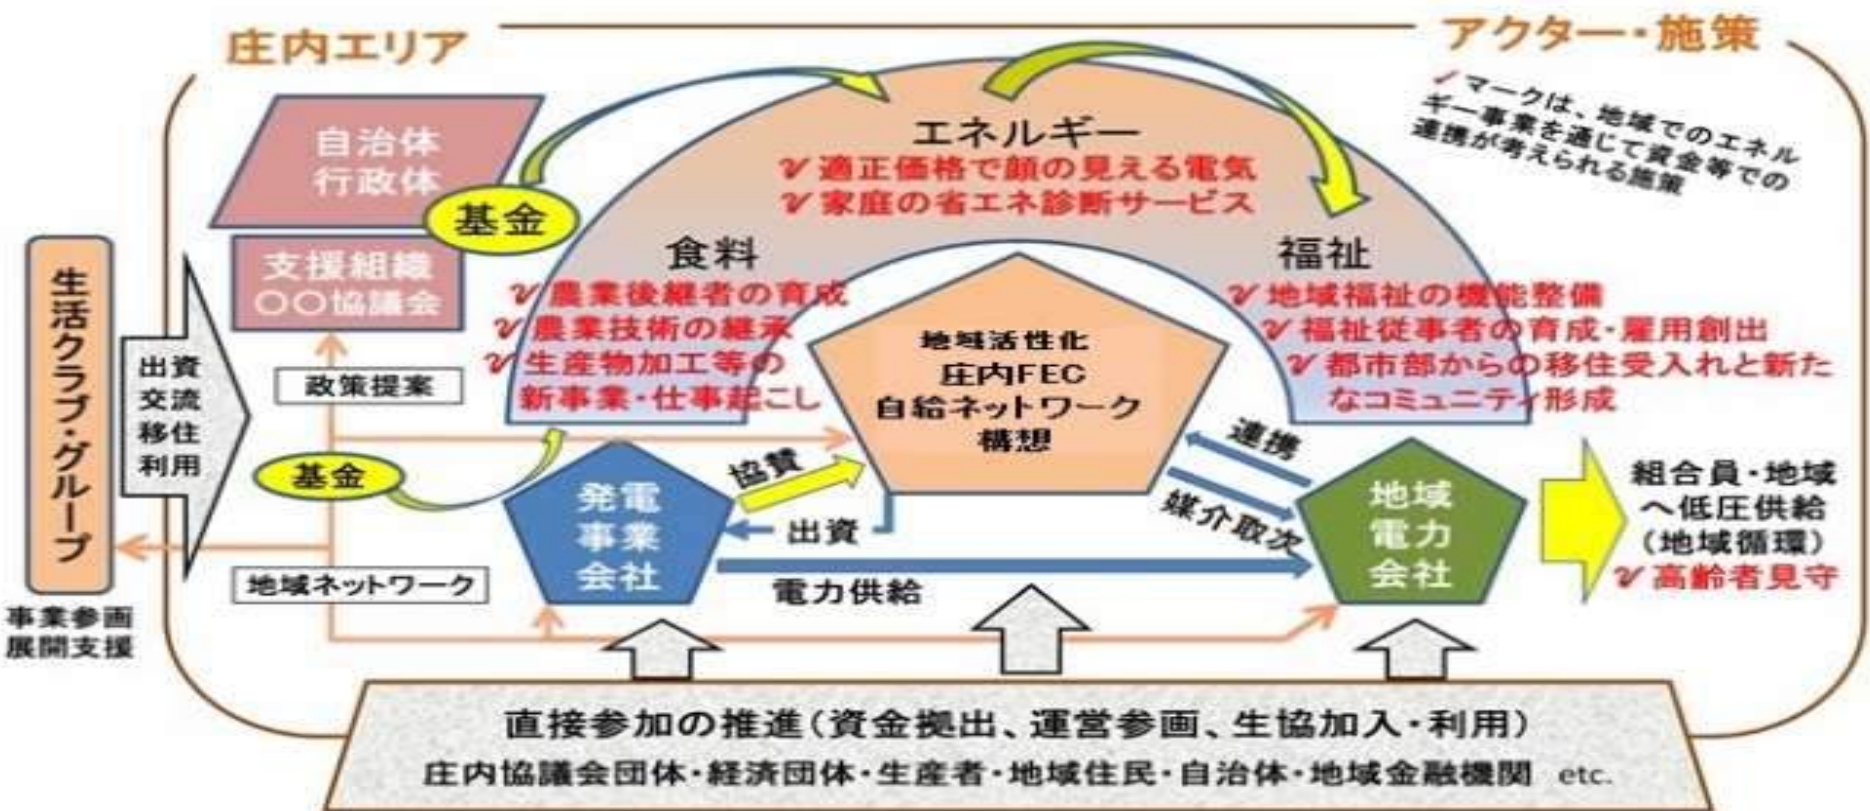 庄内エリア
アクター・施策
✓マークは、地域でのエネル
ギー事業を通じて資金等での
連携が考えられる施策
自治体
行政体
基金
支援組織
〇〇協議会
エネルギー
✓適正価格で顔の見える電気
✓家庭の省エネ診断サービス
食料
✓農業後継者の育成
✓農業技術の継承
✓生産物加工等の
新事業・仕事起こし
福祉
✓地域福祉の機能整備
✓福祉従事者の育成・雇用創出
✓都市部からの移住受入れと新た
なコミュニティ形成
地域活性化
庄内FEC
自給ネットワーク
構想
生活クラブ・グループ
出資
交流
移住
利用
政策提案
基金
協賛
連携
発電
事業
会社
出資
媒介取次
地域
電力
会社
組合員・地域
へ低圧供給
(地域循環)
✓高齢者見守
地域ネットワーク
電力供給
事業参画
展開支援
直接参加の推進(資金拠出、運営参画、生協加入・利用)
庄内協議会団体・経済団体・生産者・地域住民・自治体・地域金融機関 etc.